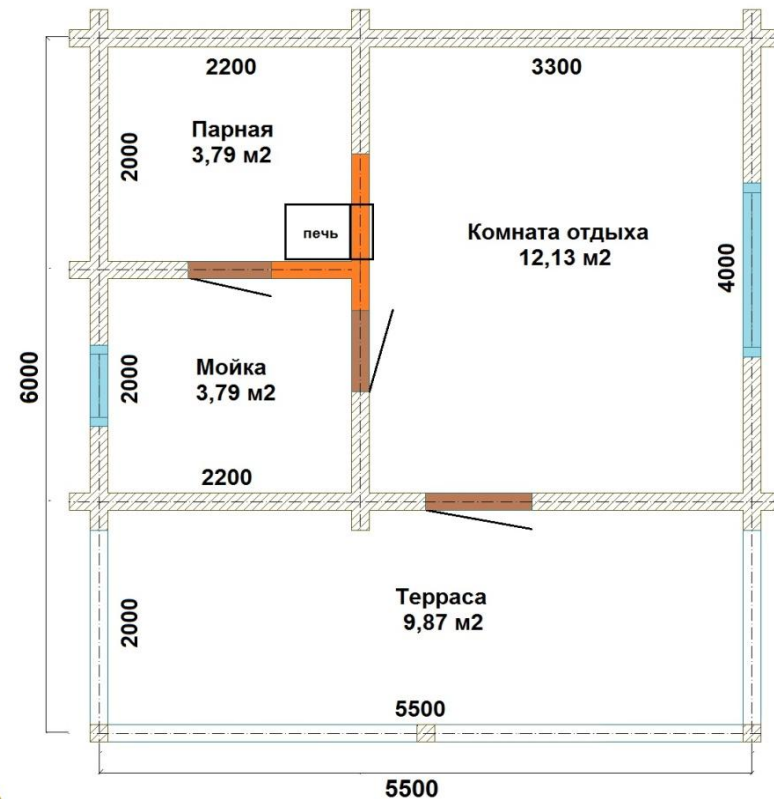 2200
3300
Парная
3,79 м2
2000
печь
Комната отдыха
12,13 м2
4000
6000
Мойка
3,79 м2
2000
2200
Терраса
9,87 м2
2000
5500
5500